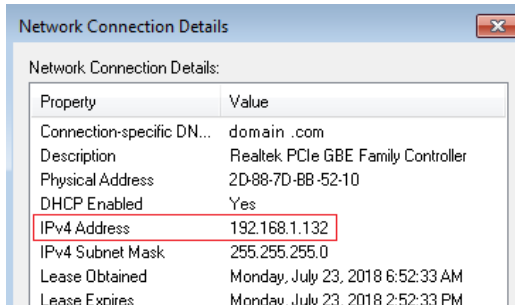 Network Connection Details
Network Connection Details:
Property Value
Connection-specific DN... domain .com
Description Realtek PCIe GBE Family Controller
Physical Address 2D-88-7D-BB-52-10
DHCP Enabled Yes
IPv4 Address 192.168.1.132
IPv4 Subnet Mask 255.255.255.0
Lease Obtained Monday, July 23, 2018 6:52:33 AM
Lease Expires Monday, July 23, 2018 2:52:33 PM